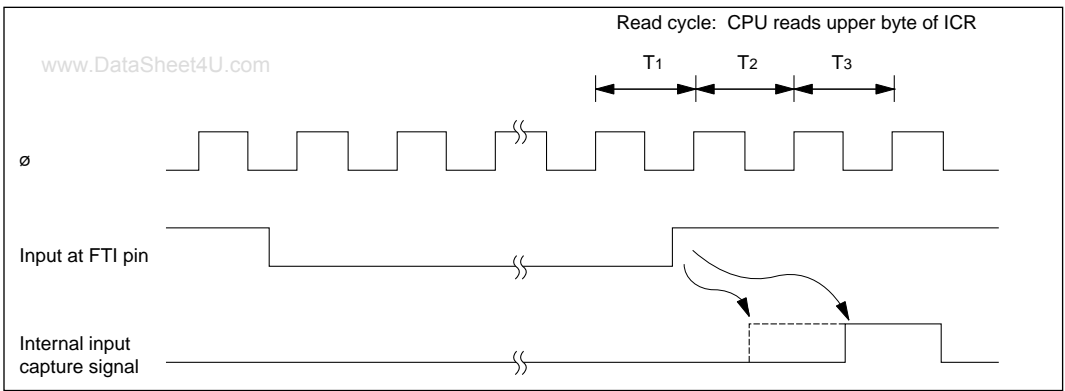 Read cycle: CPU reads upper byte of ICR
www.DataSheet4U.com
T1 T2 T3
ø
Input at FTI pin
Internal input
capture signal